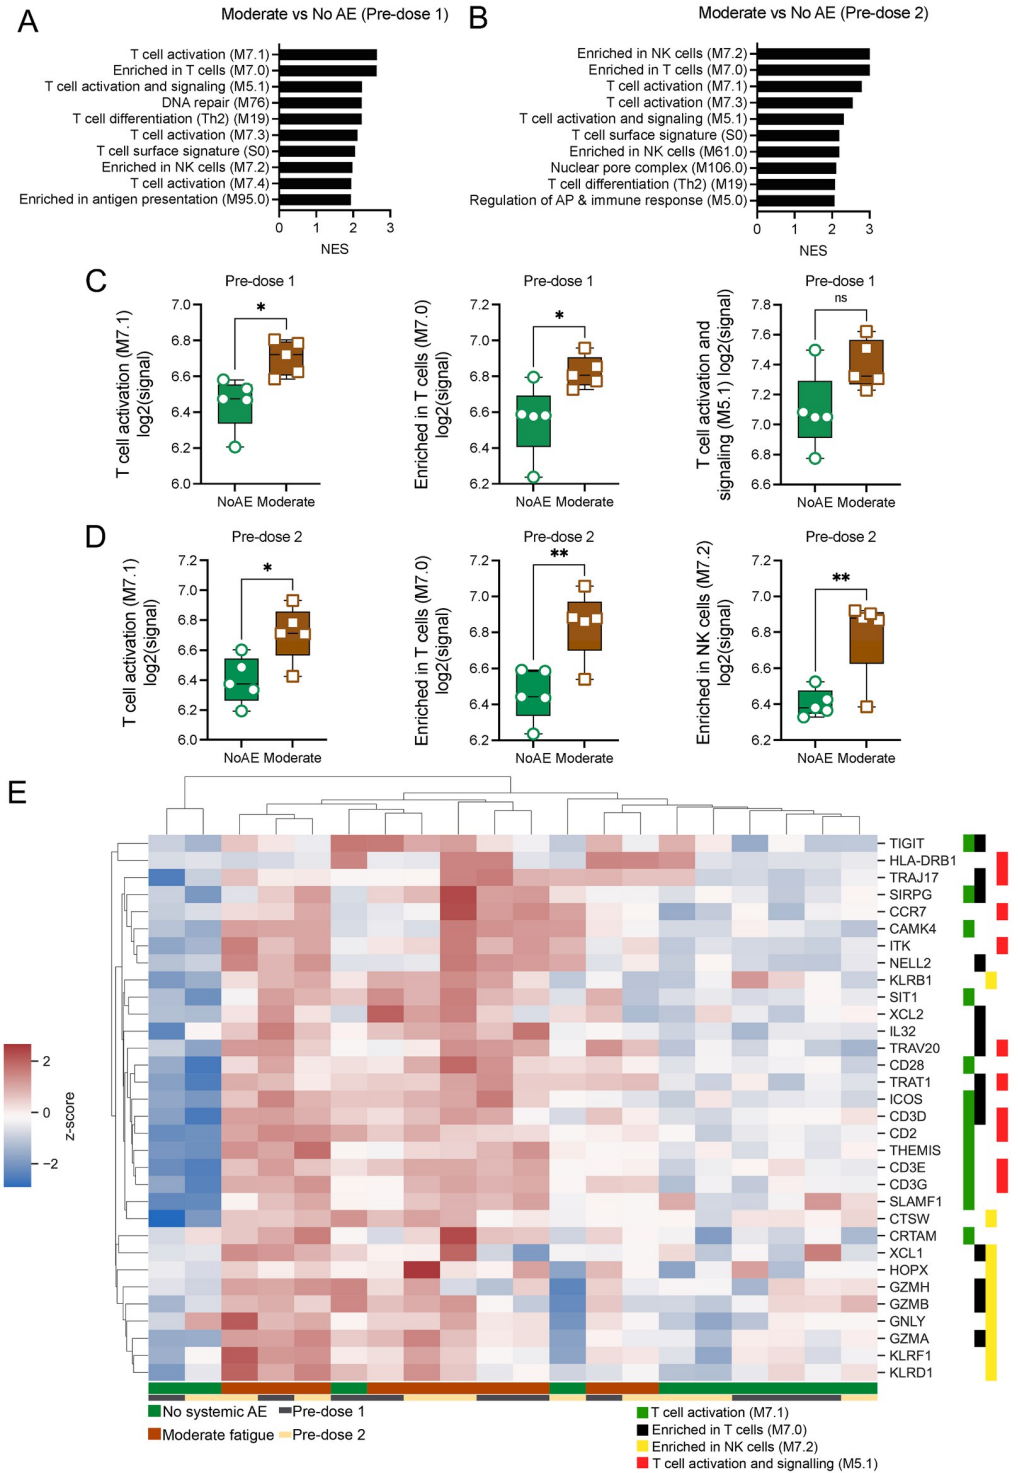 A
Moderate vs No AE (Pre-dose 1)
T cell activation (M7.1)
Enriched in T cells (M7.0)
T cell activation and signaling (M5.1)
DNA repair (M76)
T cell differentiation (Th2) (M19)
T cell activation (M7.3)
T cell surface signature (S0)
Enriched in NK cells (M7.2)
T cell activation (M7.4)
Enriched in antigen presentation (M95.0)
0 1 2 3
NES
B
Moderate vs No AE (Pre-dose 2)
Enriched in NK cells (M7.2)
Enriched in T cells (M7.0)
T cell activation (M7.1)
T cell activation (M7.3)
T cell activation and signaling (M5.1)
T cell surface signature (S0)
Enriched in NK cells (M61.0)
Nuclear pore complex (M106.0)
T cell differentiation (Th2) (M19)
Regulation of AP & immune response (M5.0)
0 1 2 3
NES
C
Pre-dose 1
T cell activation (M7.1)
log2(signal)
7.0
6.8
6.6
6.4
6.2
6.0
*
NoAE Moderate
Pre-dose 1
Enriched in T cells (M7.0)
log2(signal)
7.2
7.0
6.8
6.6
6.4
6.2
*
NoAE Moderate
Pre-dose 1
T cell activation and
signaling (M5.1) log2(signal)
7.8
7.6
7.4
7.2
7.0
6.8
6.6
ns
NoAE Moderate
D
Pre-dose 2
T cell activation (M7.1)
log2(signal)
7.2
7.0
6.8
6.6
6.4
6.2
6.0
*
NoAE Moderate
Pre-dose 2
Enriched in T cells (M7.0)
log2(signal)
7.2
7.0
6.8
6.6
6.4
6.2
**
NoAE Moderate
Pre-dose 2
Enriched in NK cells (M7.2)
log2(signal)
7.2
7.0
6.8
6.6
6.4
6.2
**
NoAE Moderate
E
TIGIT
HLA-DRB1
TRAJ17
SIRPG
CCR7
CAMK4
ITK
NELL2
KLRB1
SIT1
XCL2
IL32
TRAV20
CD28
TRAT1
ICOS
CD3D
CD2
THEMIS
CD3E
CD3G
SLAMF1
CTSW
CRTAM
XCL1
HOPX
GZMH
GZMB
GNLY
GZMA
KLRF1
KLRD1
2
0
−2
z-score
No systemic AE
Pre-dose 1
Moderate fatigue
Pre-dose 2
T cell activation (M7.1)
Enriched in T cells (M7.0)
Enriched in NK cells (M7.2)
T cell activation and signalling (M5.1)